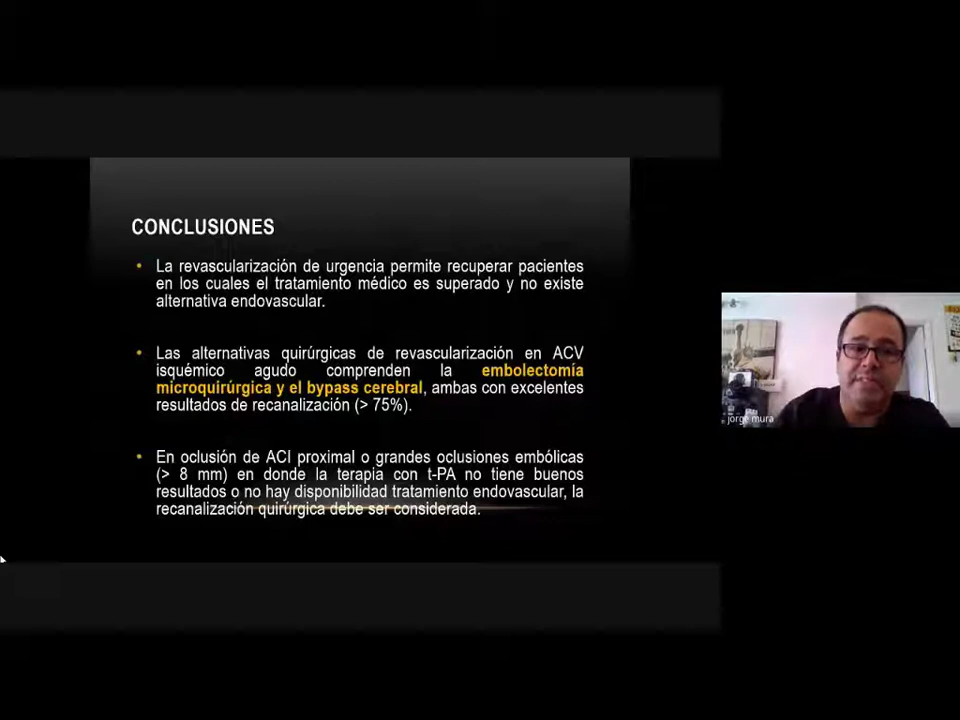 CONCLUSIONES
• La revascularización de urgencia permite recuperar pacientes
en los cuales el tratamiento médico es superado y no existe
alternativa endovascular.
• Las alternativas quirúrgicas de revascularización en ACV
isquémico agudo comprenden la embolectomía
microquirúrgica y el bypass cerebral, ambas con excelentes
resultados de recanalización (> 75%).
• En oclusión de ACI proximal o grandes oclusiones embólicas
(> 8 mm) en donde la terapia con t-PA no tiene buenos
resultados o no hay disponibilidad tratamiento endovascular, la
recanalización quirúrgica debe ser considerada.
jorge mura